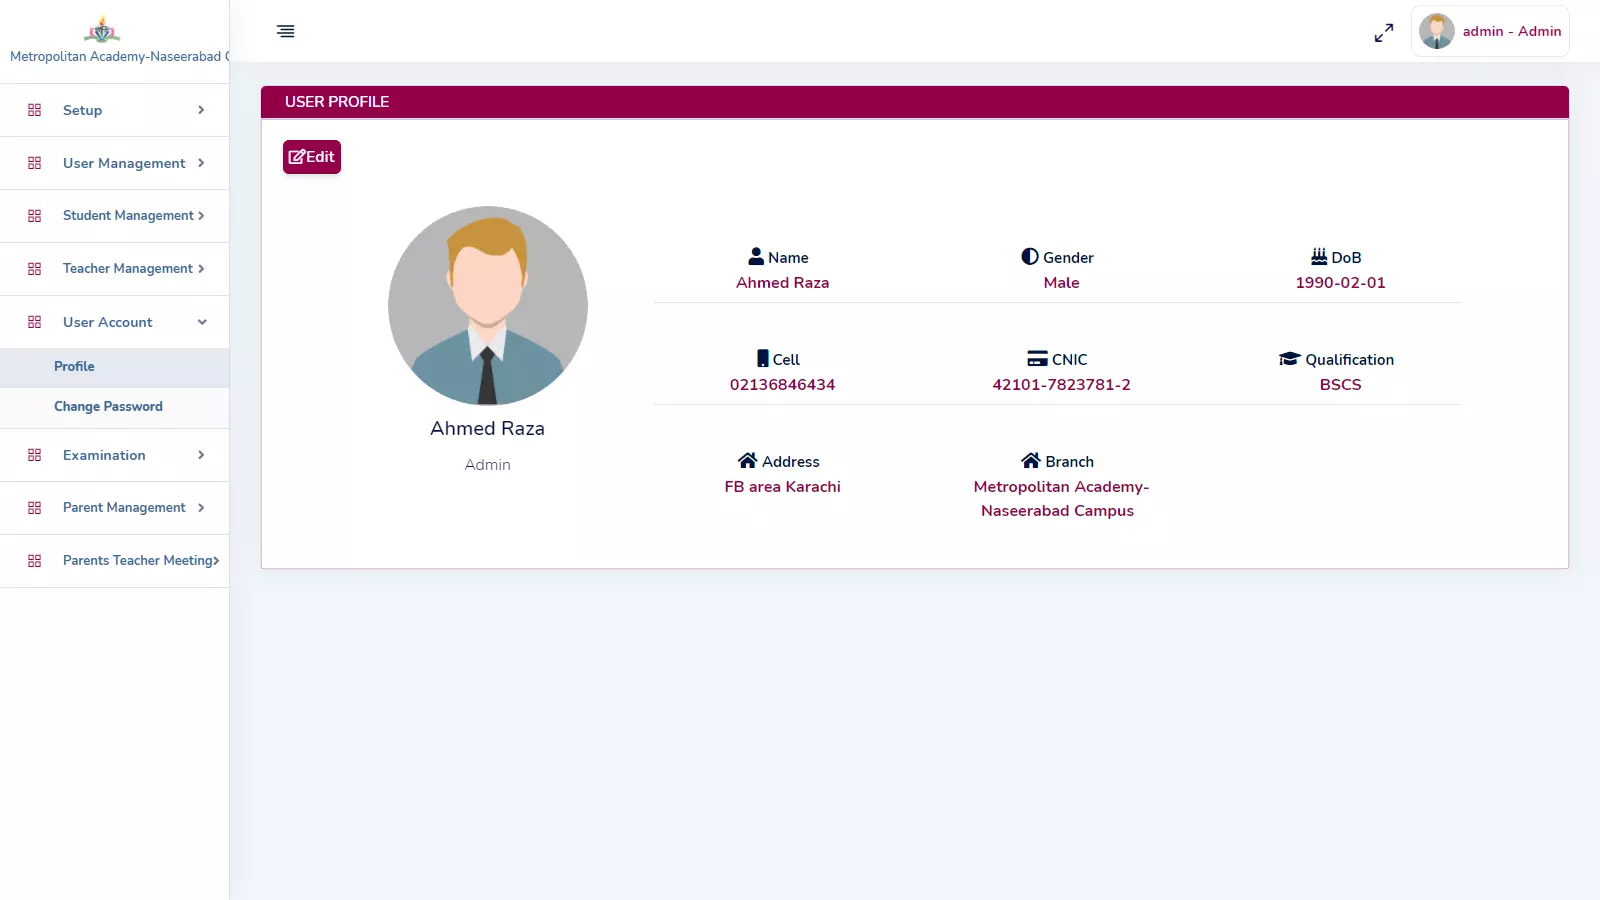 Metropolitan Academy-Naseerabad
admin - Admin
Setup
User Management
Student Management
Teacher Management
User Account
Profile
Change Password
Examination
Parent Management
Parents Teacher Meeting
USER PROFILE
Edit
Ahmed Raza
Admin
Name
Ahmed Raza
Gender
Male
DoB
1990-02-01
Cell
02136846434
CNIC
42101-7823781-2
Qualification
BSCS
Address
FB area Karachi
Branch
Metropolitan Academy-
Naseerabad Campus